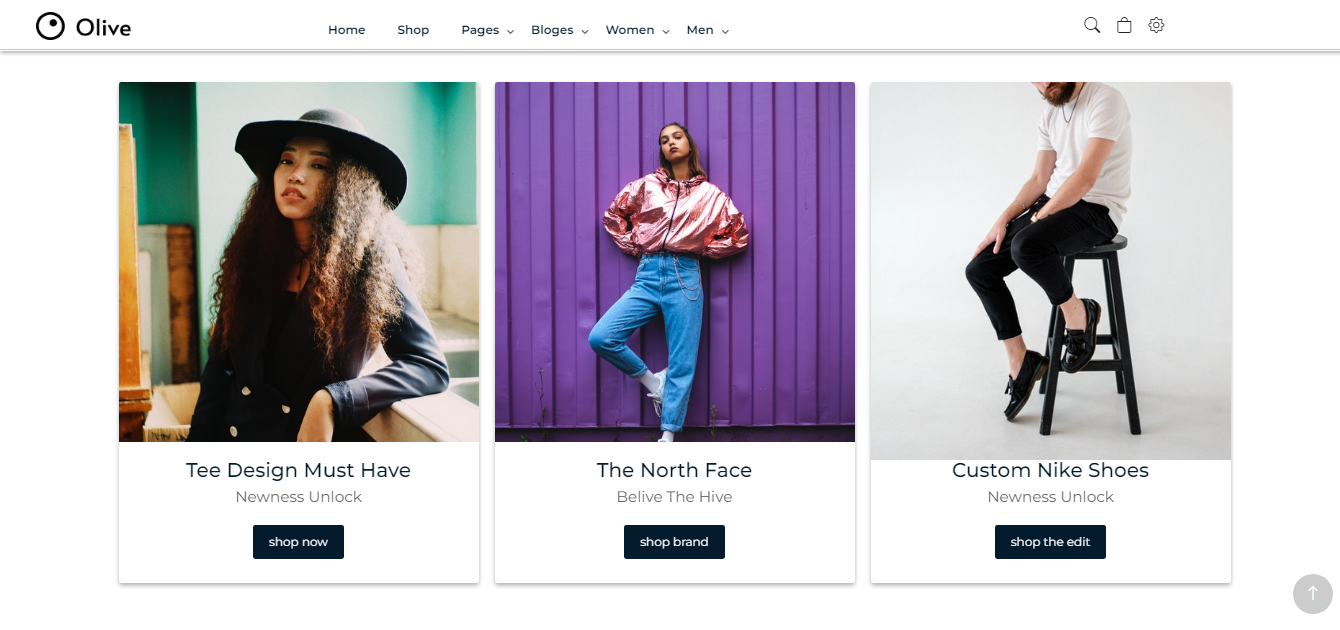 Olive
Home Shop Pages Bloges Women Men
Tee Design Must Have
Newness Unlock
shop now
The North Face
Belive The Hive
shop brand
Custom Nike Shoes
Newness Unlock
shop the edit